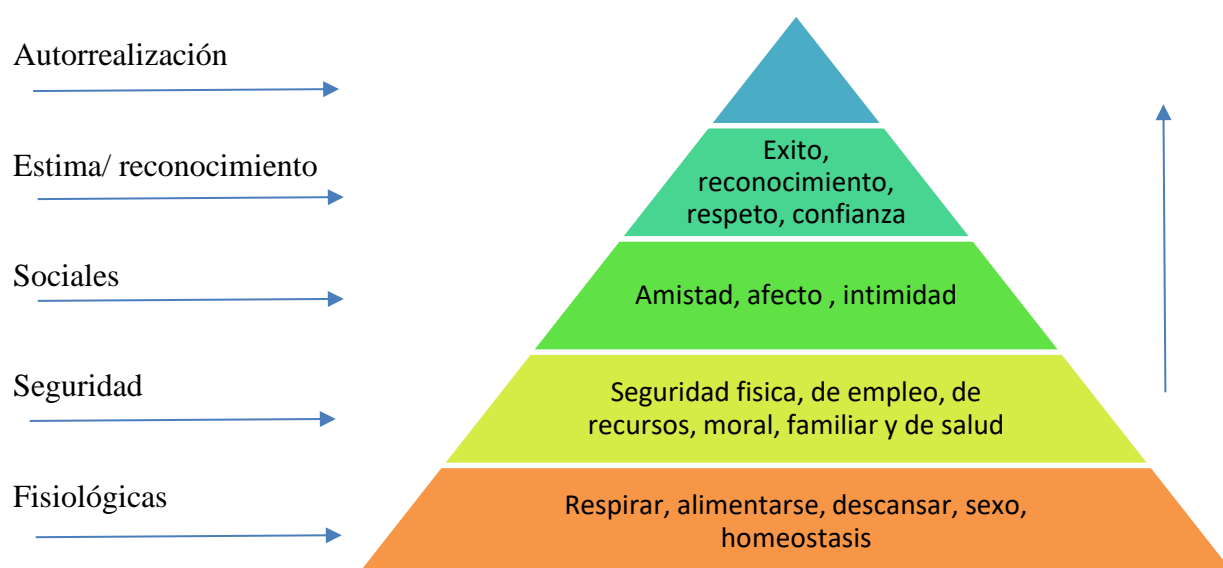 Autorrealización
Estima/ reconocimiento
Exito,
reconocimiento,
respeto, confianza
Sociales
Amistad, afecto , intimidad
Seguridad
Seguridad fisica, de empleo, de
recursos, moral, familiar y de salud
Fisiológicas
Respirar, alimentarse, descansar, sexo,
homeostasis